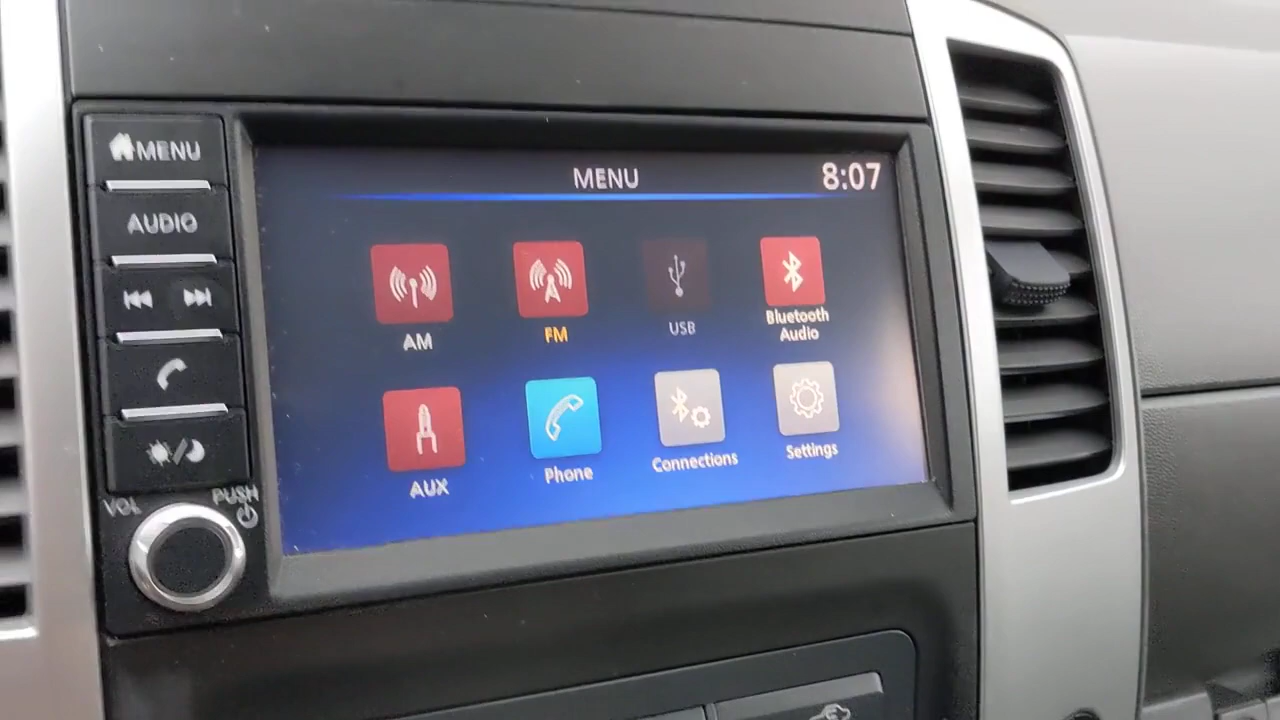 MENU
AUDIO
VOL
PUSH
MENU
8:07
AM
FM
USB
Bluetooth
Audio
AUX
Phone
Connections
Settings